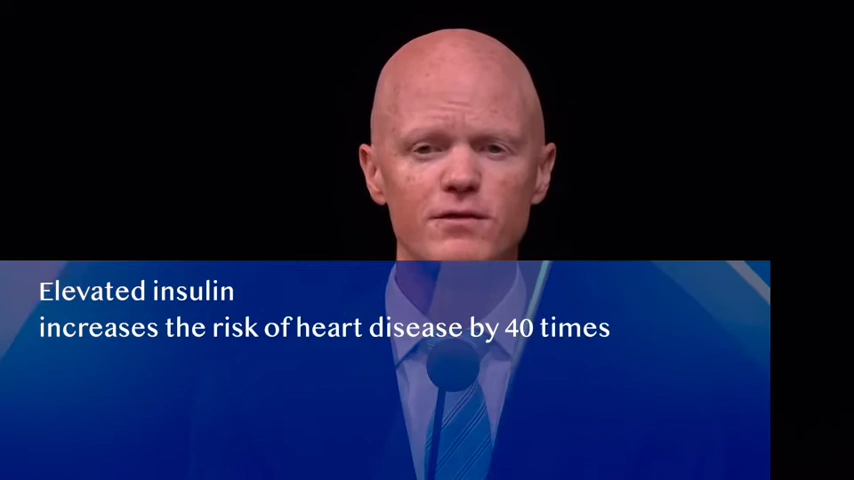 Elevated insulin
increases the risk of heart disease by 40 times